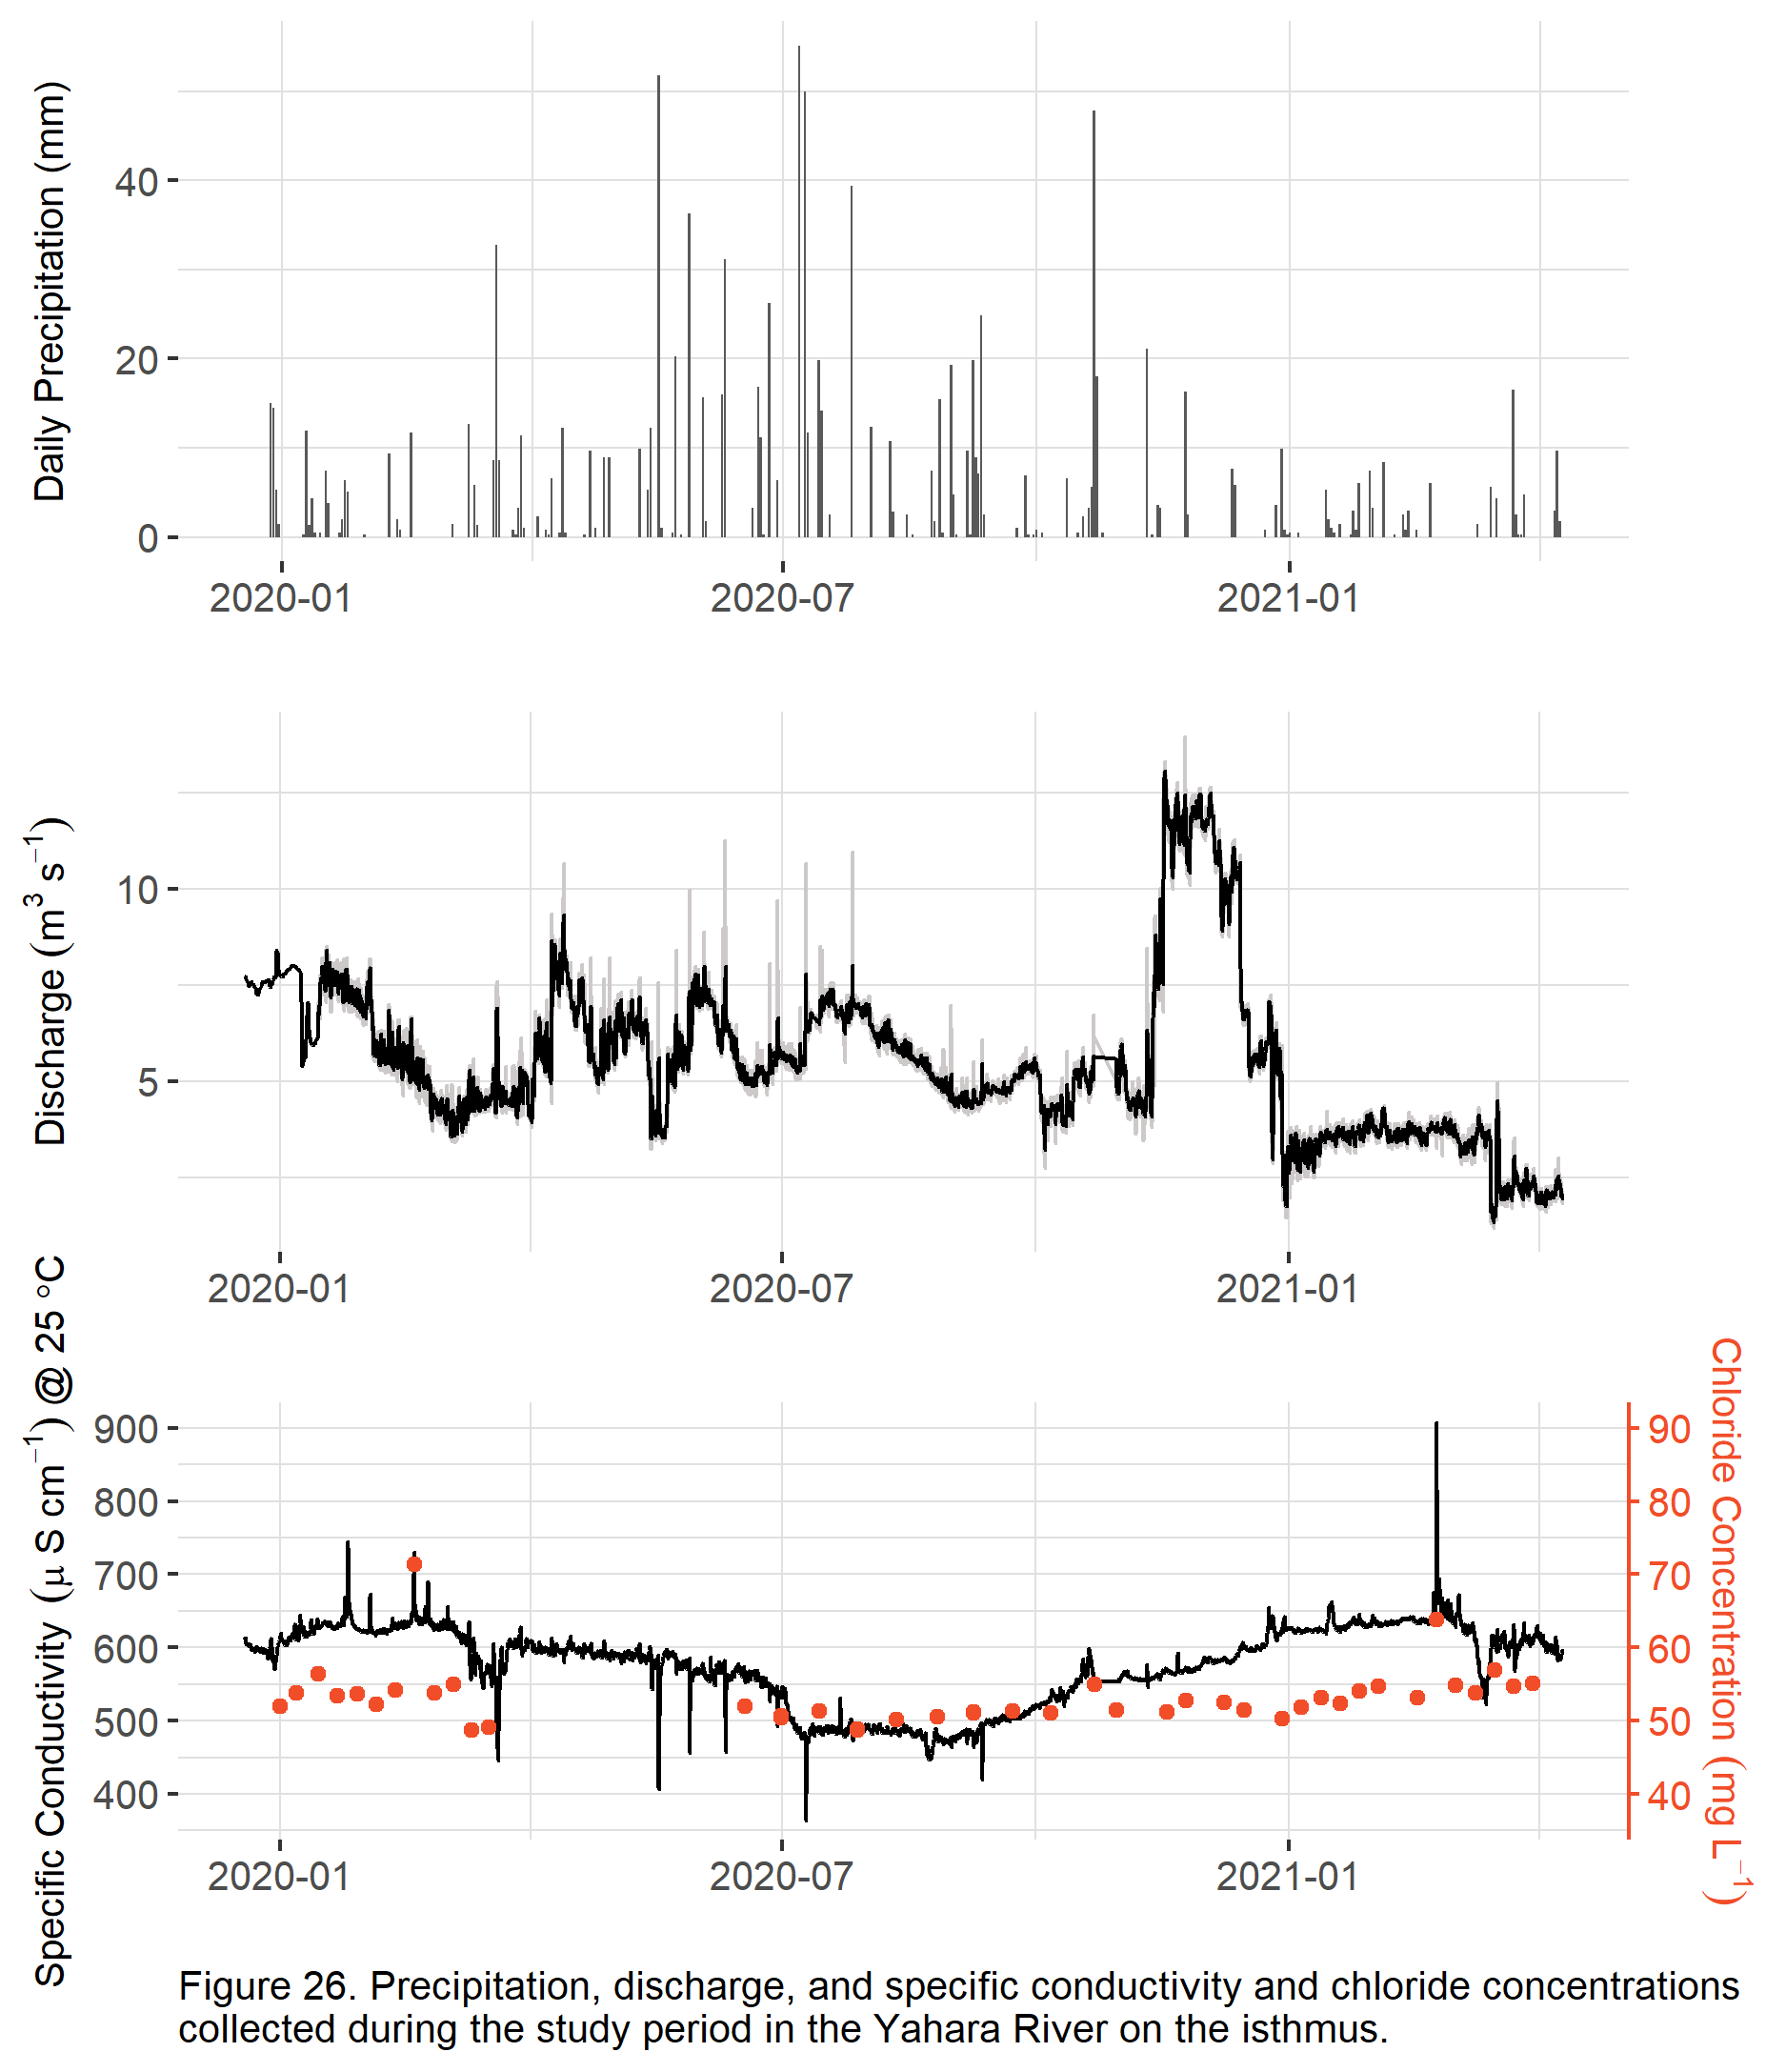 Daily Precipitation (mm)
40
20
0
2020-01 2020-07 2021-01
Discharge (m³ s⁻¹)
10
5
2020-01 2020-07 2021-01
Specific Conductivity (μ S cm⁻¹) @ 25 °C
900
800
700
600
500
400
90
80
70
60
50
40
Chloride Concentration (mg L⁻¹)
2020-01 2020-07 2021-01
Figure 26. Precipitation, discharge, and specific conductivity and chloride concentrations
collected during the study period in the Yahara River on the isthmus.